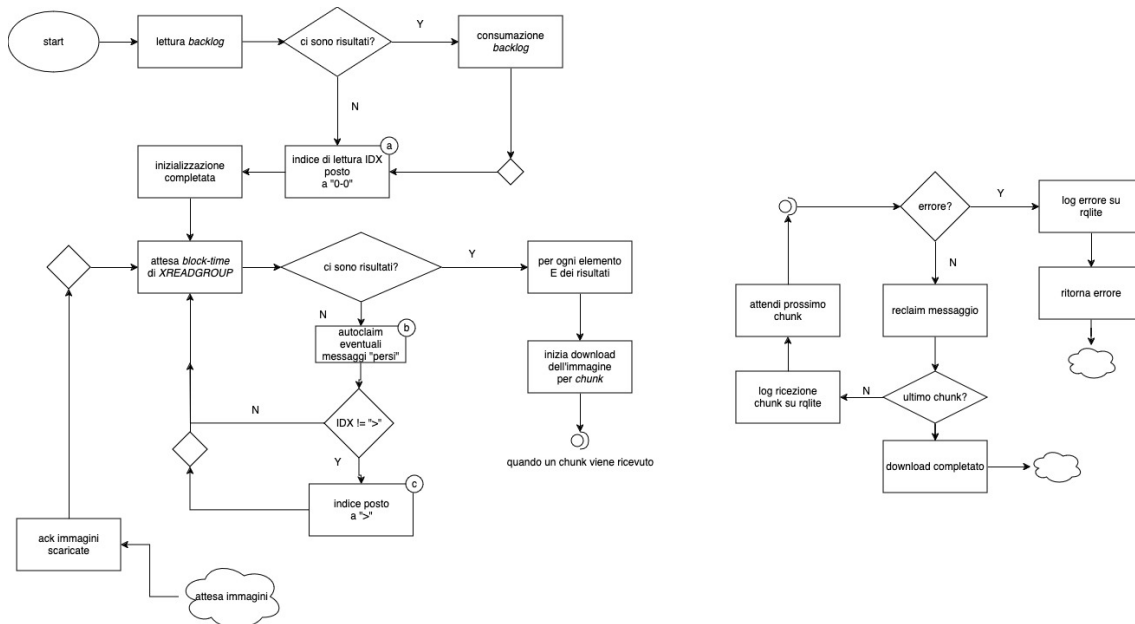 start
lettura backlog
ci sono risultati?
Y
consumazione
backlog
N
a
indice di lettura IDX
posto
a "0-0"
inizializzazione
completata
attesa block-time
di XREADGROUP
ci sono risultati?
Y
per ogni elemento
E dei risultati
N
b
autoclaim
eventuali
messaggi "persi"
inizia download
dell'immagine
per chunk
quando un chunk viene ricevuto
N
IDX != ">"
Y
c
indice posto
a ">"
ack immagini
scaricate
attesa immagini
errore?
Y
log errore su
rqlite
N
ritorna errore
attendi prossimo
chunk
reclaim messaggio
log ricezione
chunk su rqlite
N
ultimo chunk?
download completato